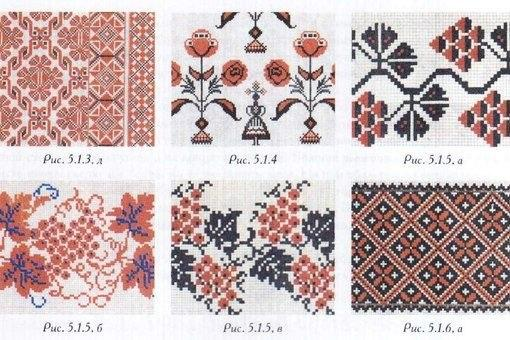 Рис. 5.1.3, д
Рис. 5.1.4
Рис. 5.1.5, а
Рис. 5.1.5, б
Рис. 5.1.5, в
Рис. 5.1.6, а